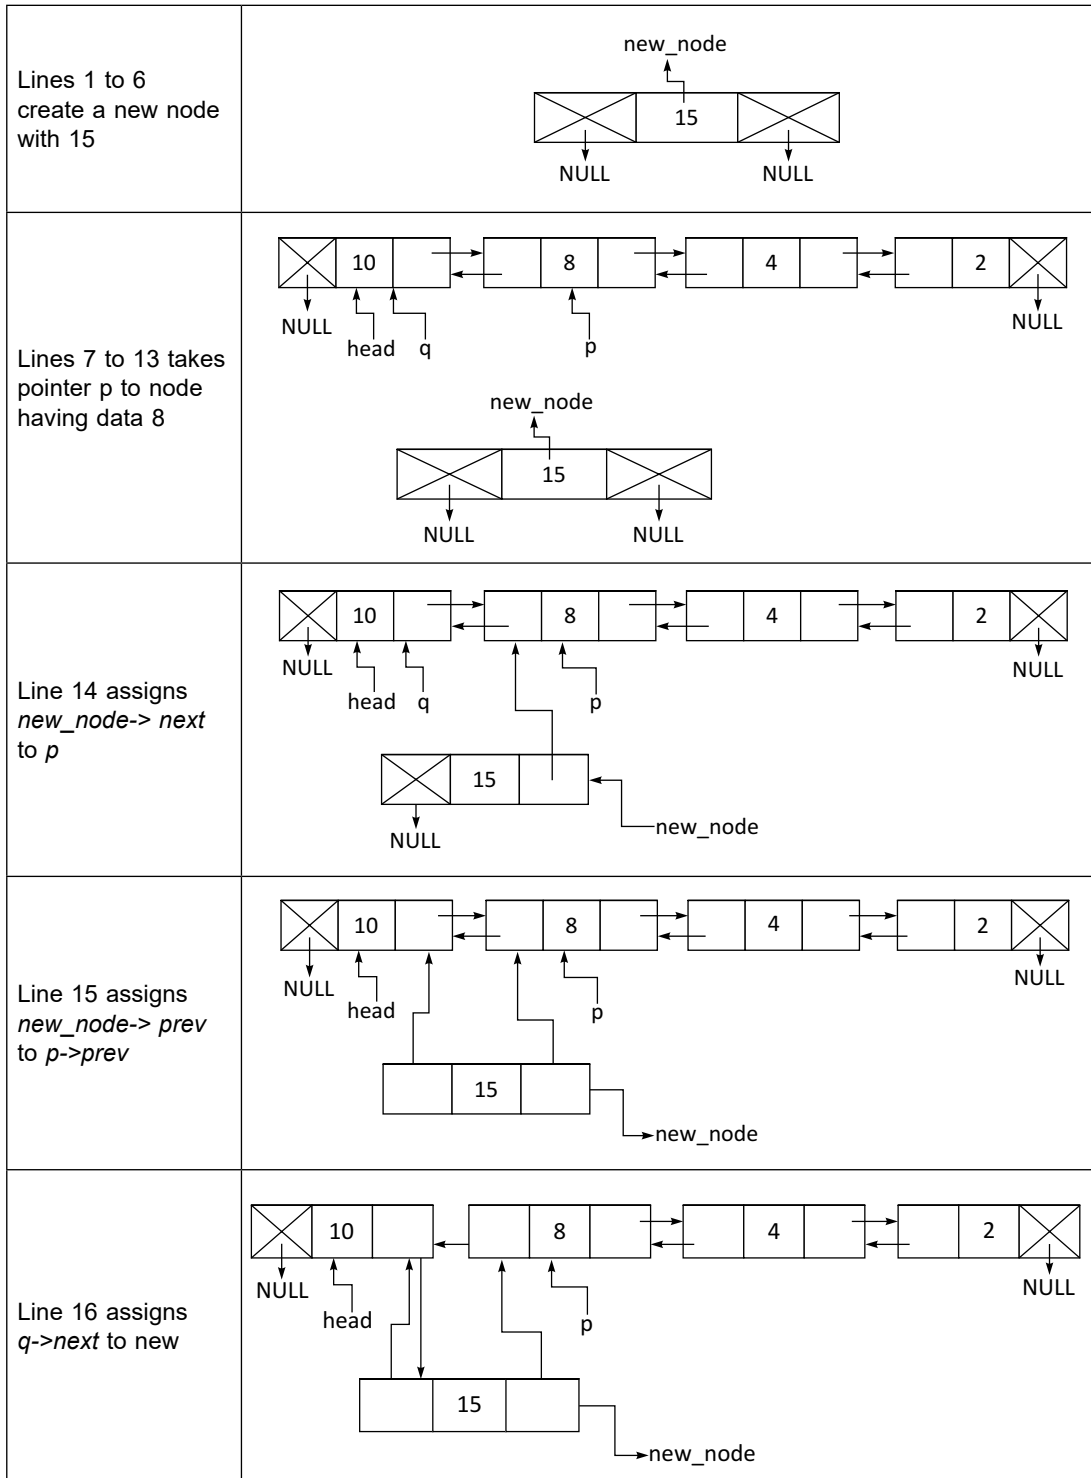 new_node
Lines 1 to 6
create a new node
with 15
15
NULL NULL
10 8 4 2
NULL NULL
head q p
Lines 7 to 13 takes
pointer p to node
having data 8
new_node
15
NULL NULL
10 8 4 2
NULL NULL
head q p
Line 14 assigns
new_node-> next
to p
15
NULL
new_node
10 8 4 2
NULL NULL
head p
Line 15 assigns
new_node-> prev
to p->prev
15
new_node
10 8 4 2
NULL NULL
head p
Line 16 assigns
q->next to new
15
new_node